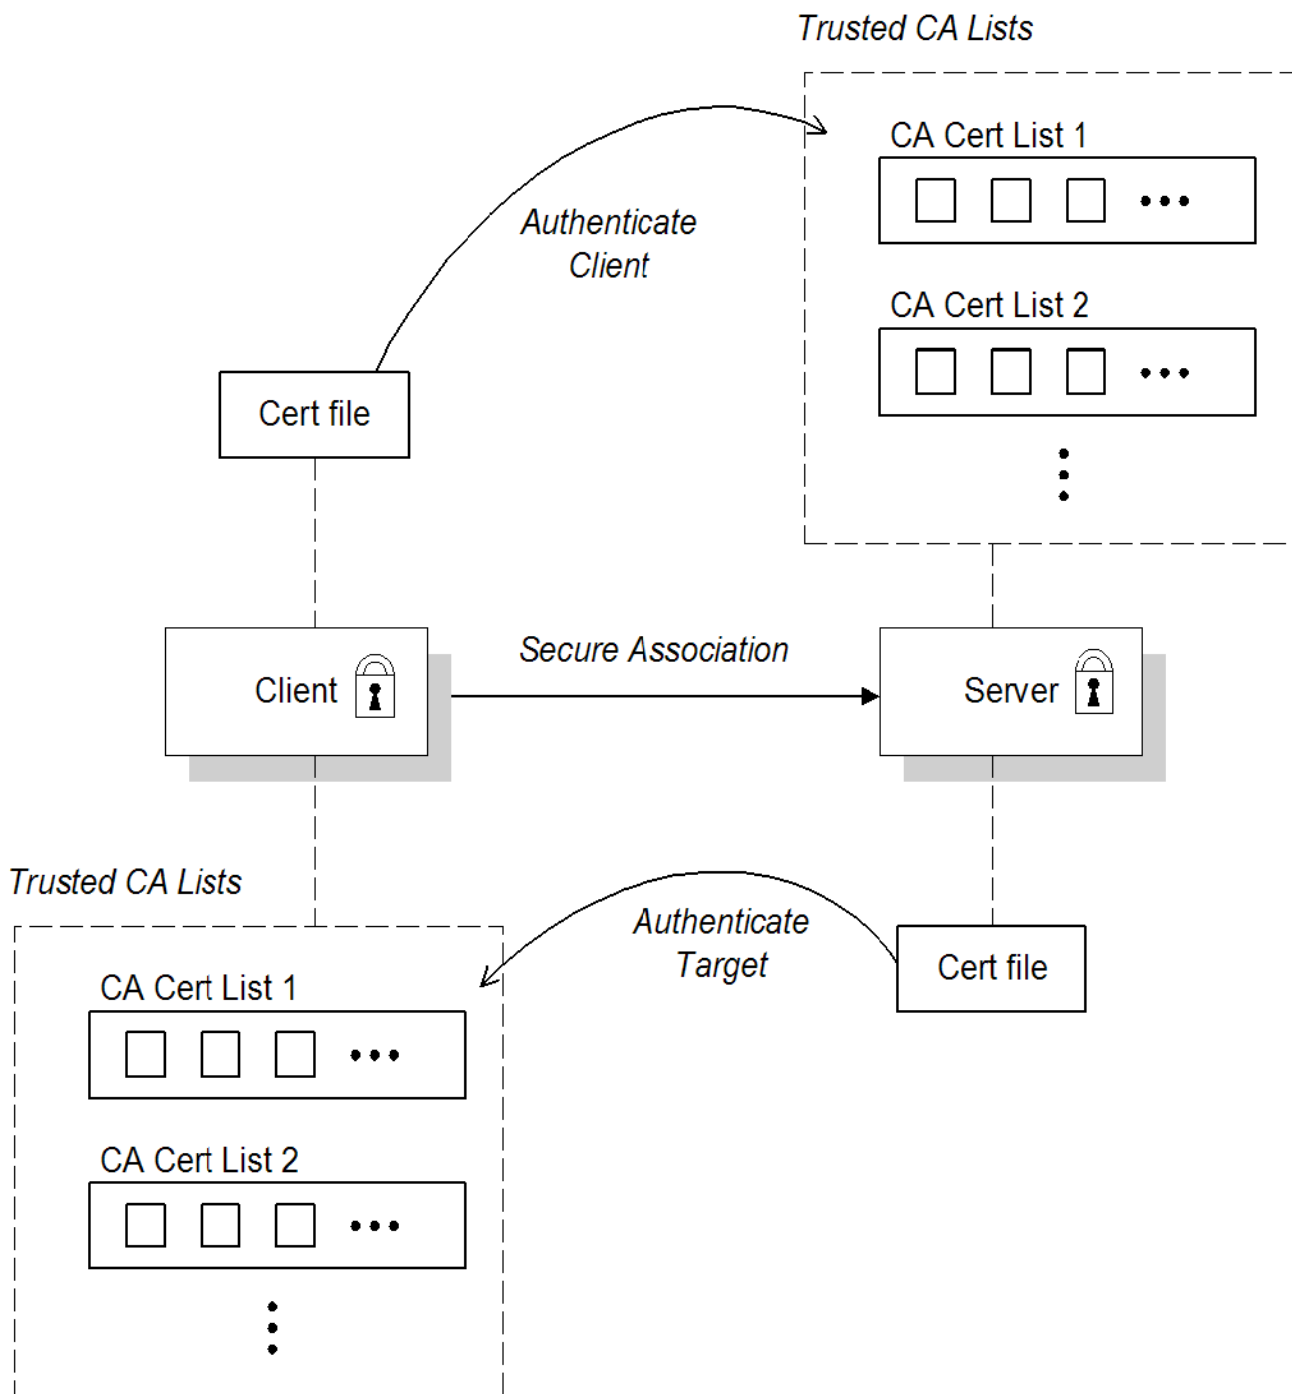 Trusted CA Lists
CA Cert List 1
Authenticate
Client
CA Cert List 2
Cert file
Secure Association
Client
Server
Trusted CA Lists
Authenticate
Target
Cert file
CA Cert List 1
CA Cert List 2